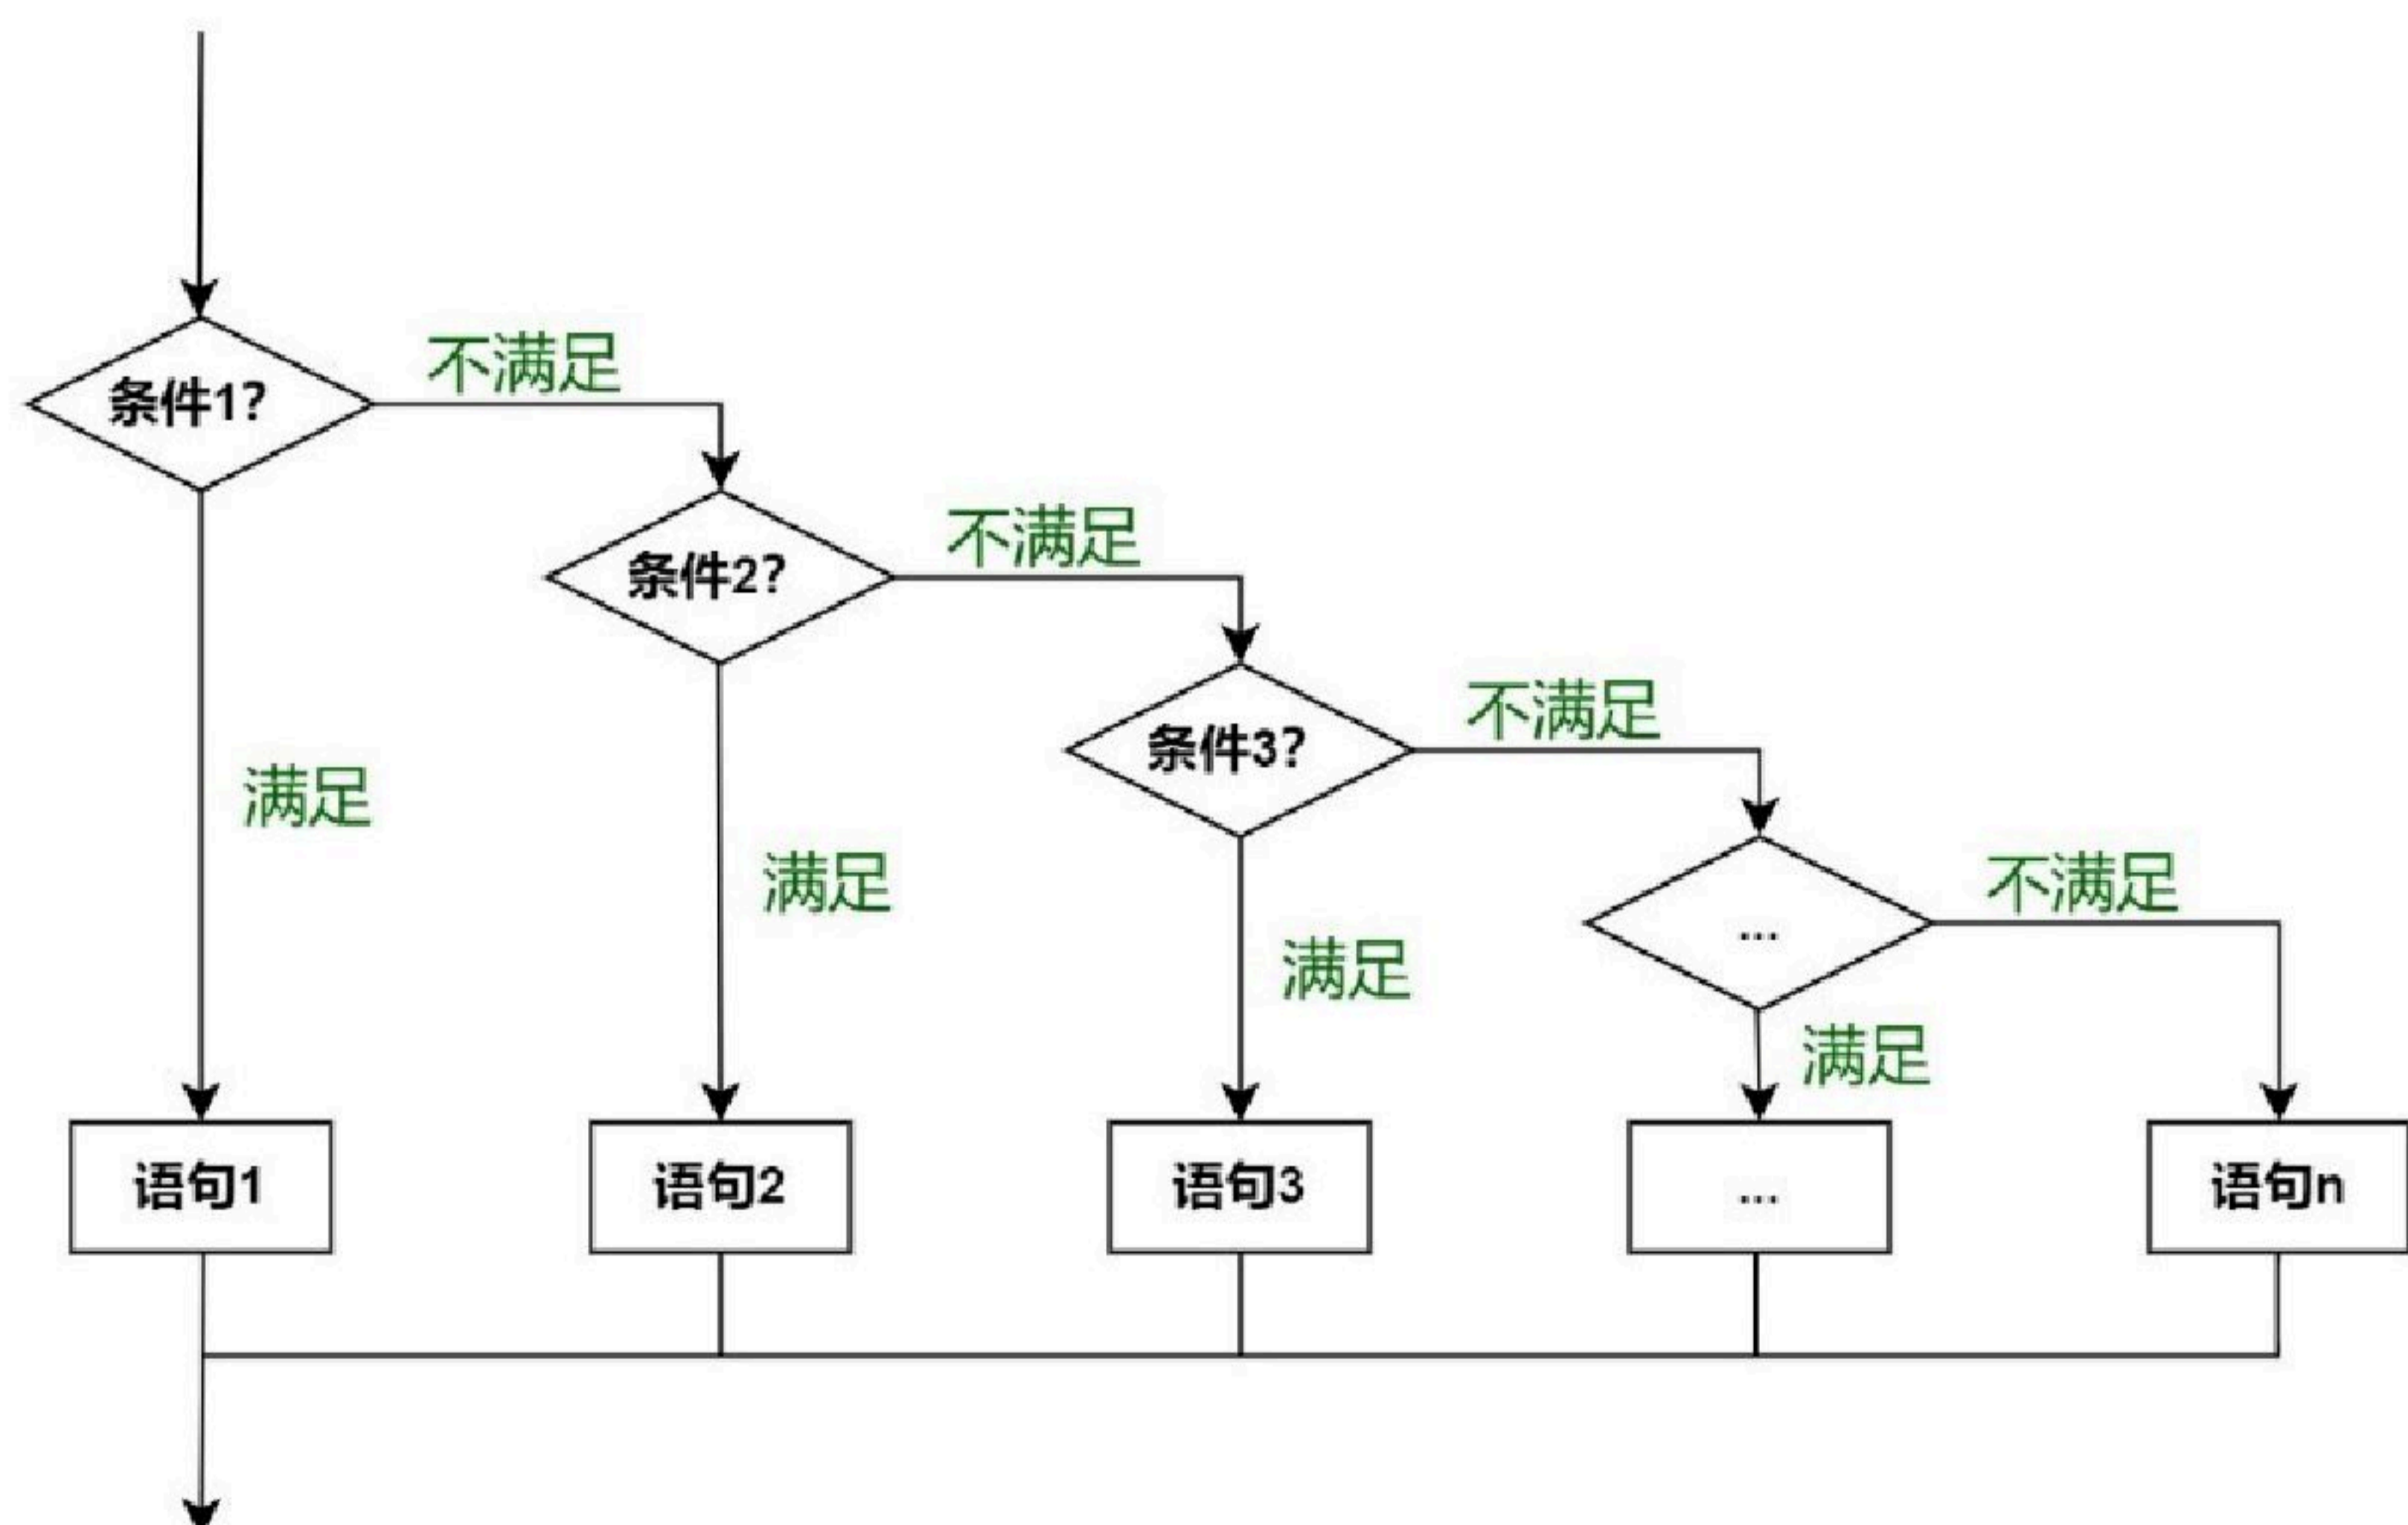 不满足
条件1?
不满足
条件2?
不满足
条件3?
满足
不满足
满足
...
满足
满足
语句1
语句2
语句3
...
语句n